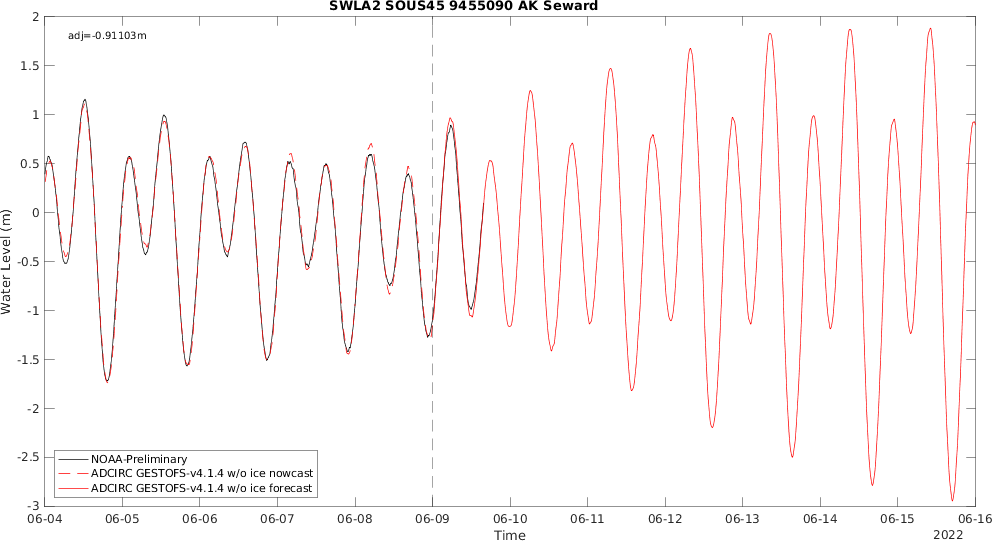 SWLA2 SOUS45 9455090 AK Seward
adj=-0.91103m
2
1.5
1
0.5
0
-0.5
-1
-1.5
-2
-2.5
-3
Water Level (m)
NOAA-Preliminary
ADCIRC GESTOFS-v4.1.4 w/o ice nowcast
ADCIRC GESTOFS-v4.1.4 w/o ice forecast
06-04 06-05 06-06 06-07 06-08 06-09 06-10 06-11 06-12 06-13 06-14 06-15 06-16
Time
2022